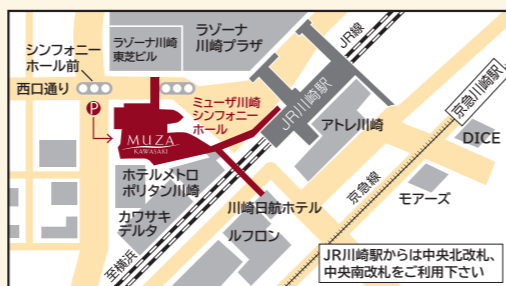 ラゾーナ
川崎プラザ
ラゾーナ川崎
東芝ビル
シンフォニー
ホール前
西口通り
P
JR線
JR川崎駅
京急川崎駅
ミューザ川崎
シンフォニー
ホール
MUZA
KAWASAKI
アトレ川崎
DICE
京急線
モアーズ
ホテルメトロ
ポリタン川崎
カワサキ
デルタ
川崎日航ホテル
ルフロン
至横浜
JR川崎駅からは中央北改札、
中央南改札をご利用下さい